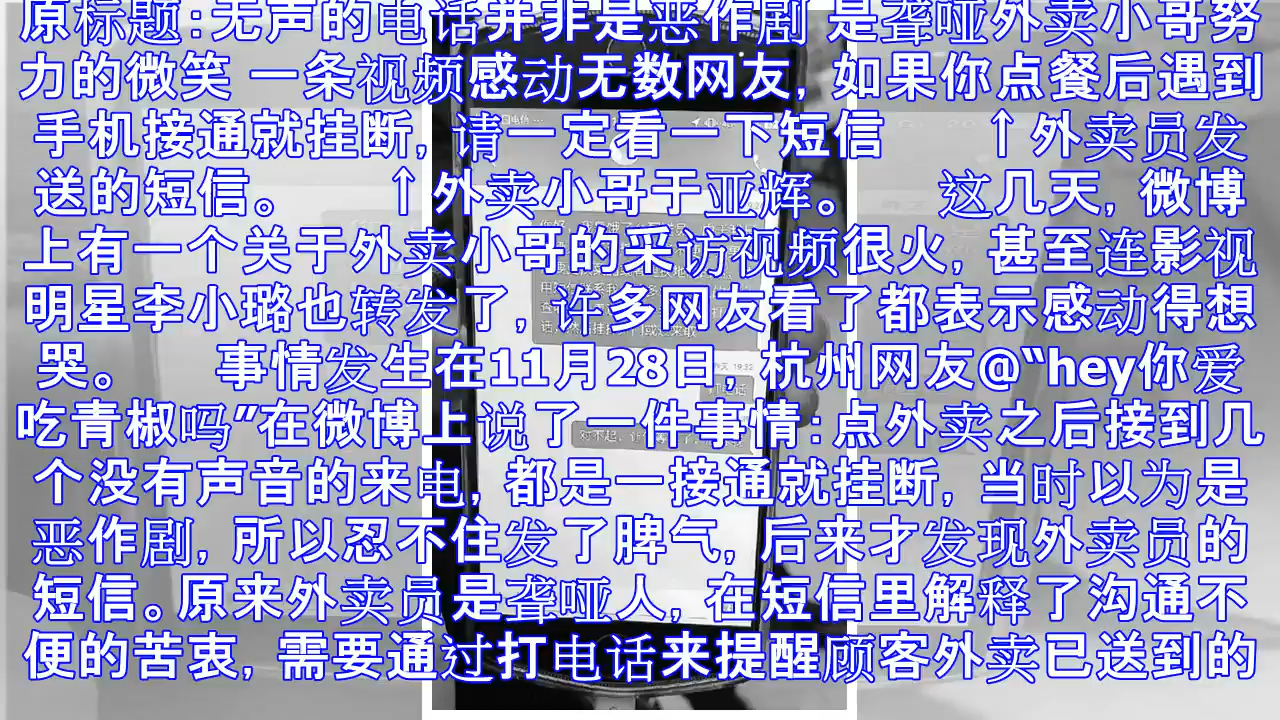 原标题:无声的电话并非是恶作剧 是聋哑外卖小哥努
力的微笑 一条视频感动无数网友, 如果你点餐后遇到
手机接通就挂断, 请一定看一下短信 ↑外卖员发
送的短信。 ↑外卖小哥于亚辉。 这几天, 微博
上有一个关于外卖小哥的采访视频很火, 甚至连影视
明星李小璐也转发了, 许多网友看了都表示感动得想
哭。 事情发生在11月28日, 杭州网友@“hey你爱
吃青椒吗”在微博上说了一件事情:点外卖之后接到几
个没有声音的来电, 都是一接通就挂断, 当时以为是
恶作剧, 所以忍不住发了脾气, 后来才发现外卖员的
短信。原来外卖员是聋哑人, 在短信里解释了沟通不
便的苦衷, 需要通过打电话来提醒顾客外卖已送到的